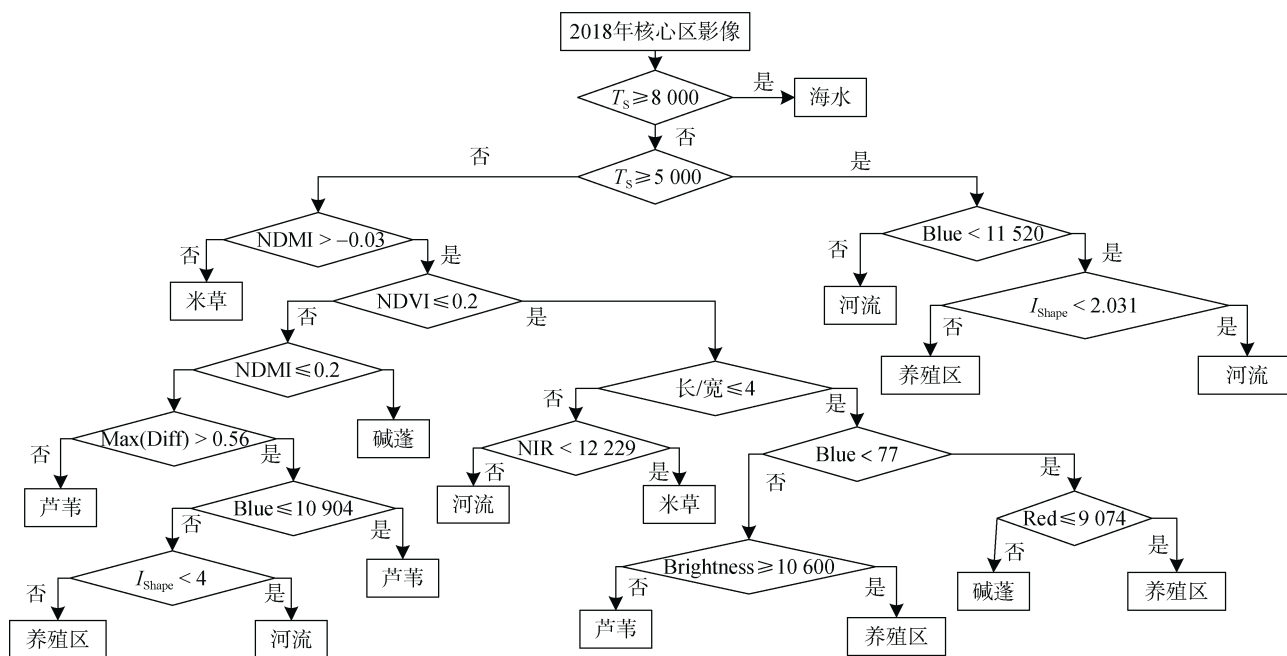 2018年核心区影像
T_S≥8 000
是
海水
否
否
T_S≥5 000
是
NDMI > –0.03
Blue < 11 520
否
是
否
是
米草
NDVI≤0.2
河流
I_Shape < 2.031
否
是
否
是
NDMI≤0.2
养殖区
河流
长/宽≤4
否
是
碱蓬
Max(Diff) > 0.56
NIR < 12 229
Blue < 77
否
是
否
是
否
是
芦苇
Blue≤10 904
河流
米草
Red≤9 074
否
是
否
是
芦苇
I_Shape < 4
Brightness≥10 600
碱蓬
养殖区
否
是
否
是
养殖区
河流
芦苇
养殖区